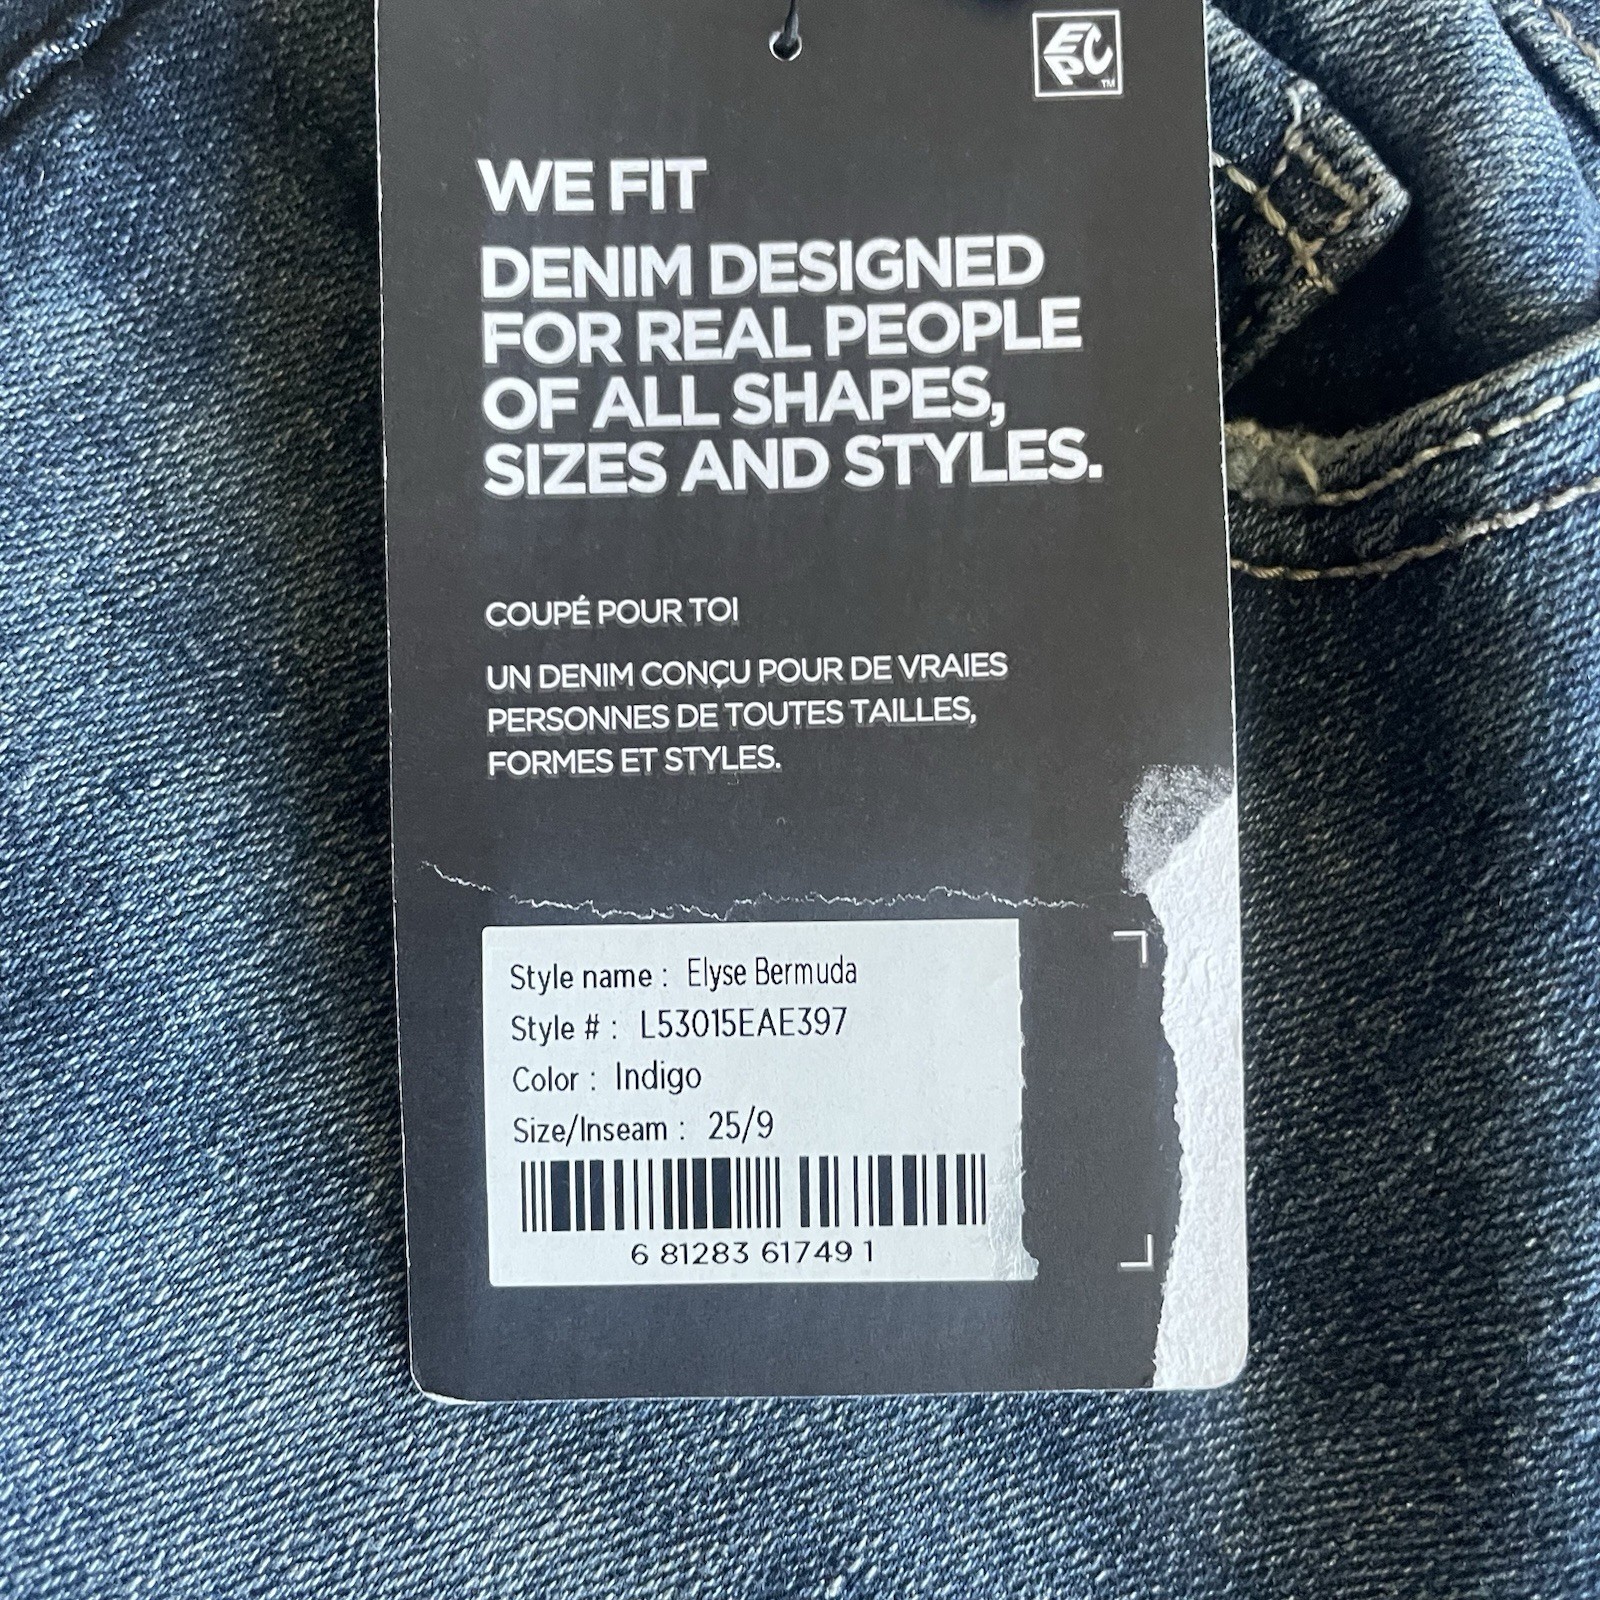 EPC
TM
WE FIT
DENIM DESIGNED
FOR REAL PEOPLE
OF ALL SHAPES,
SIZES AND STYLES.
COUPÉ POUR TOI
UN DENIM CONÇU POUR DE VRAIES
PERSONNES DE TOUTES TAILLES,
FORMES ET STYLES.
Style name : Elyse Bermuda
Style # : L53015EAE397
Color : Indigo
Size/Inseam : 25/9
6 81283 61749 1